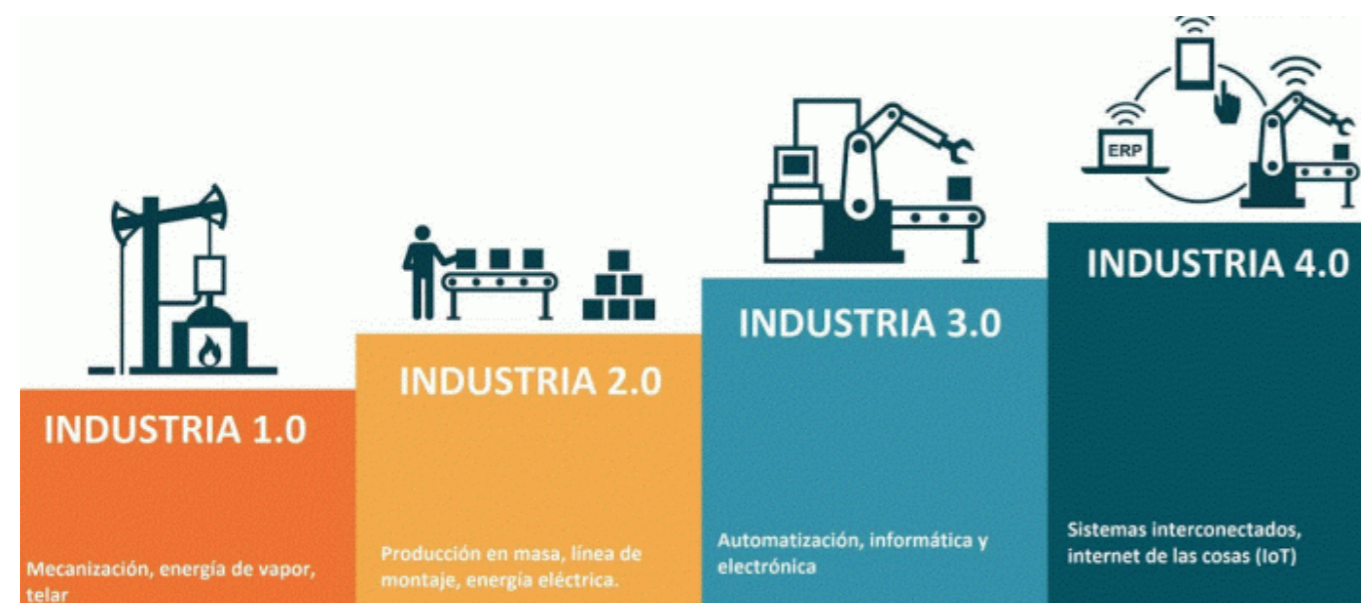 INDUSTRIA 1.0
Mecanización, energía de vapor,
telar
INDUSTRIA 2.0
Producción en masa, línea de
montaje, energía eléctrica.
INDUSTRIA 3.0
Automatización, informática y
electrónica
ERP
INDUSTRIA 4.0
Sistemas interconectados,
internet de las cosas (IoT)